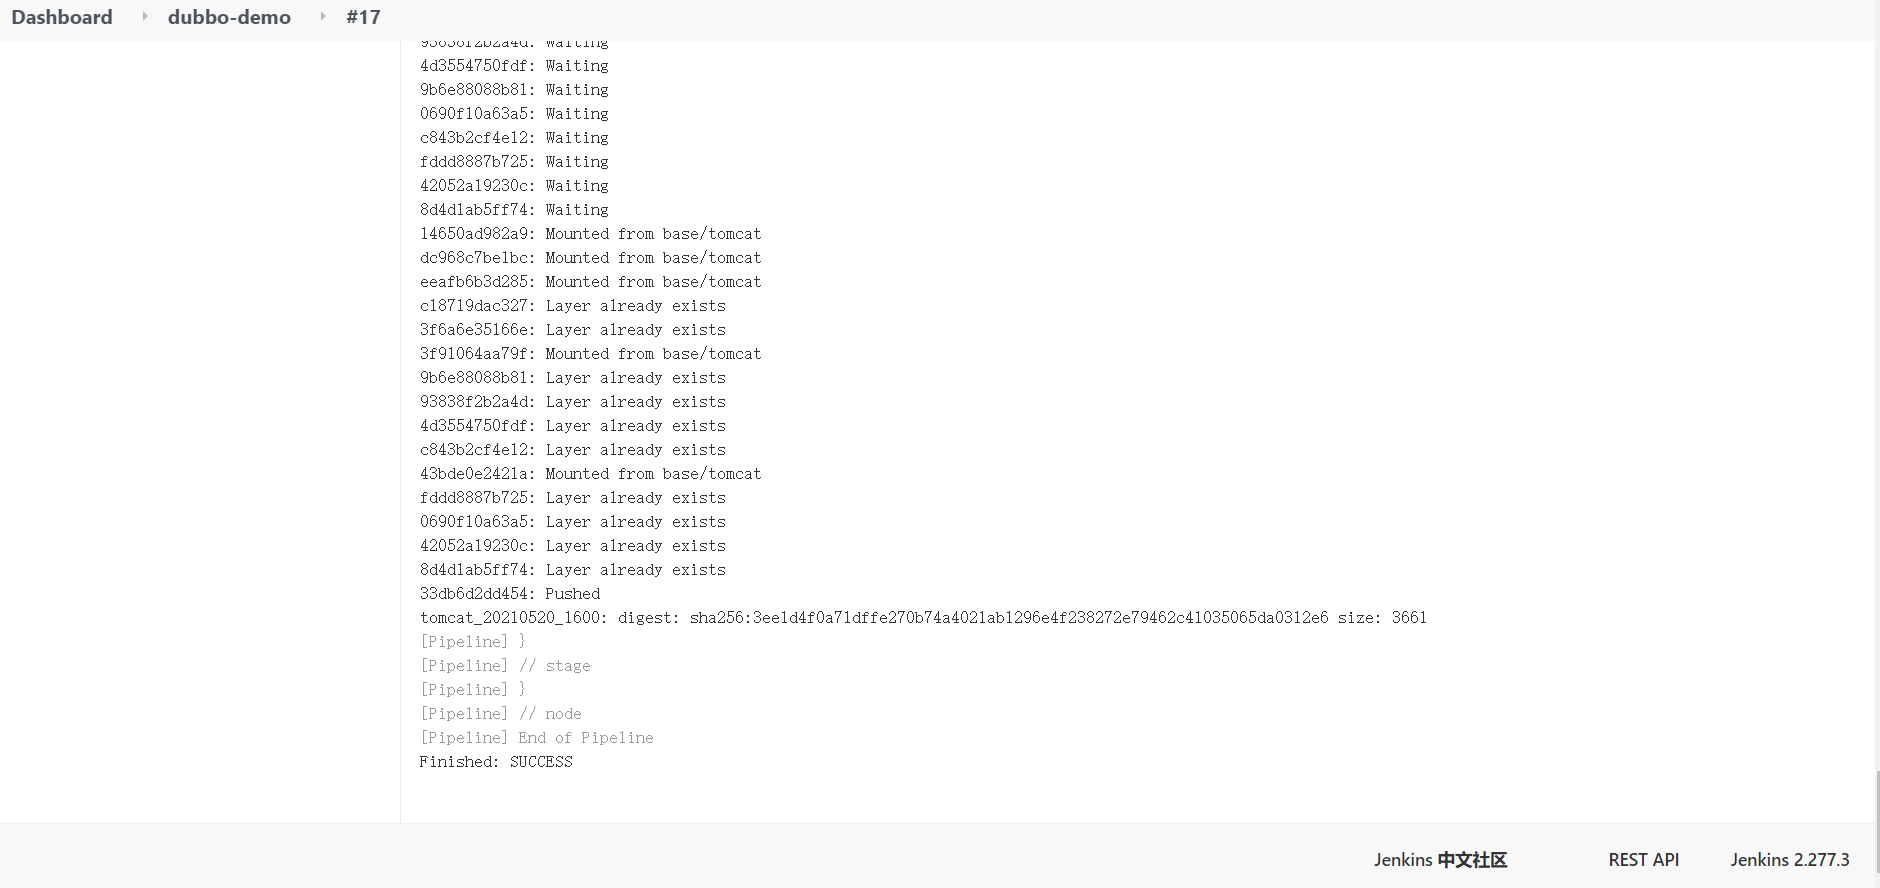 Dashboard dubbo-demo #17
93838f2b2a4d: Waiting
4d3554750fdf: Waiting
9b6e88088b81: Waiting
0690f10a63a5: Waiting
c843b2cf4e12: Waiting
fddd8887b725: Waiting
42052a19230c: Waiting
8d4d1ab5ff74: Waiting
14650ad982a9: Mounted from base/tomcat
dc968c7be1bc: Mounted from base/tomcat
eeafb6b3d285: Mounted from base/tomcat
c18719dac327: Layer already exists
3f6a6e35166e: Layer already exists
3f91064aa79f: Mounted from base/tomcat
9b6e88088b81: Layer already exists
93838f2b2a4d: Layer already exists
4d3554750fdf: Layer already exists
c843b2cf4e12: Layer already exists
43bde0e2421a: Mounted from base/tomcat
fddd8887b725: Layer already exists
0690f10a63a5: Layer already exists
42052a19230c: Layer already exists
8d4d1ab5ff74: Layer already exists
33db6d2dd454: Pushed
tomcat_20210520_1600: digest: sha256:3ee1d4f0a71dffe270b74a4021ab1296e4f238272e79462c41035065da0312e6 size: 3661
[Pipeline] }
[Pipeline] // stage
[Pipeline] }
[Pipeline] // node
[Pipeline] End of Pipeline
Finished: SUCCESS
Jenkins 中文社区 REST API Jenkins 2.277.3